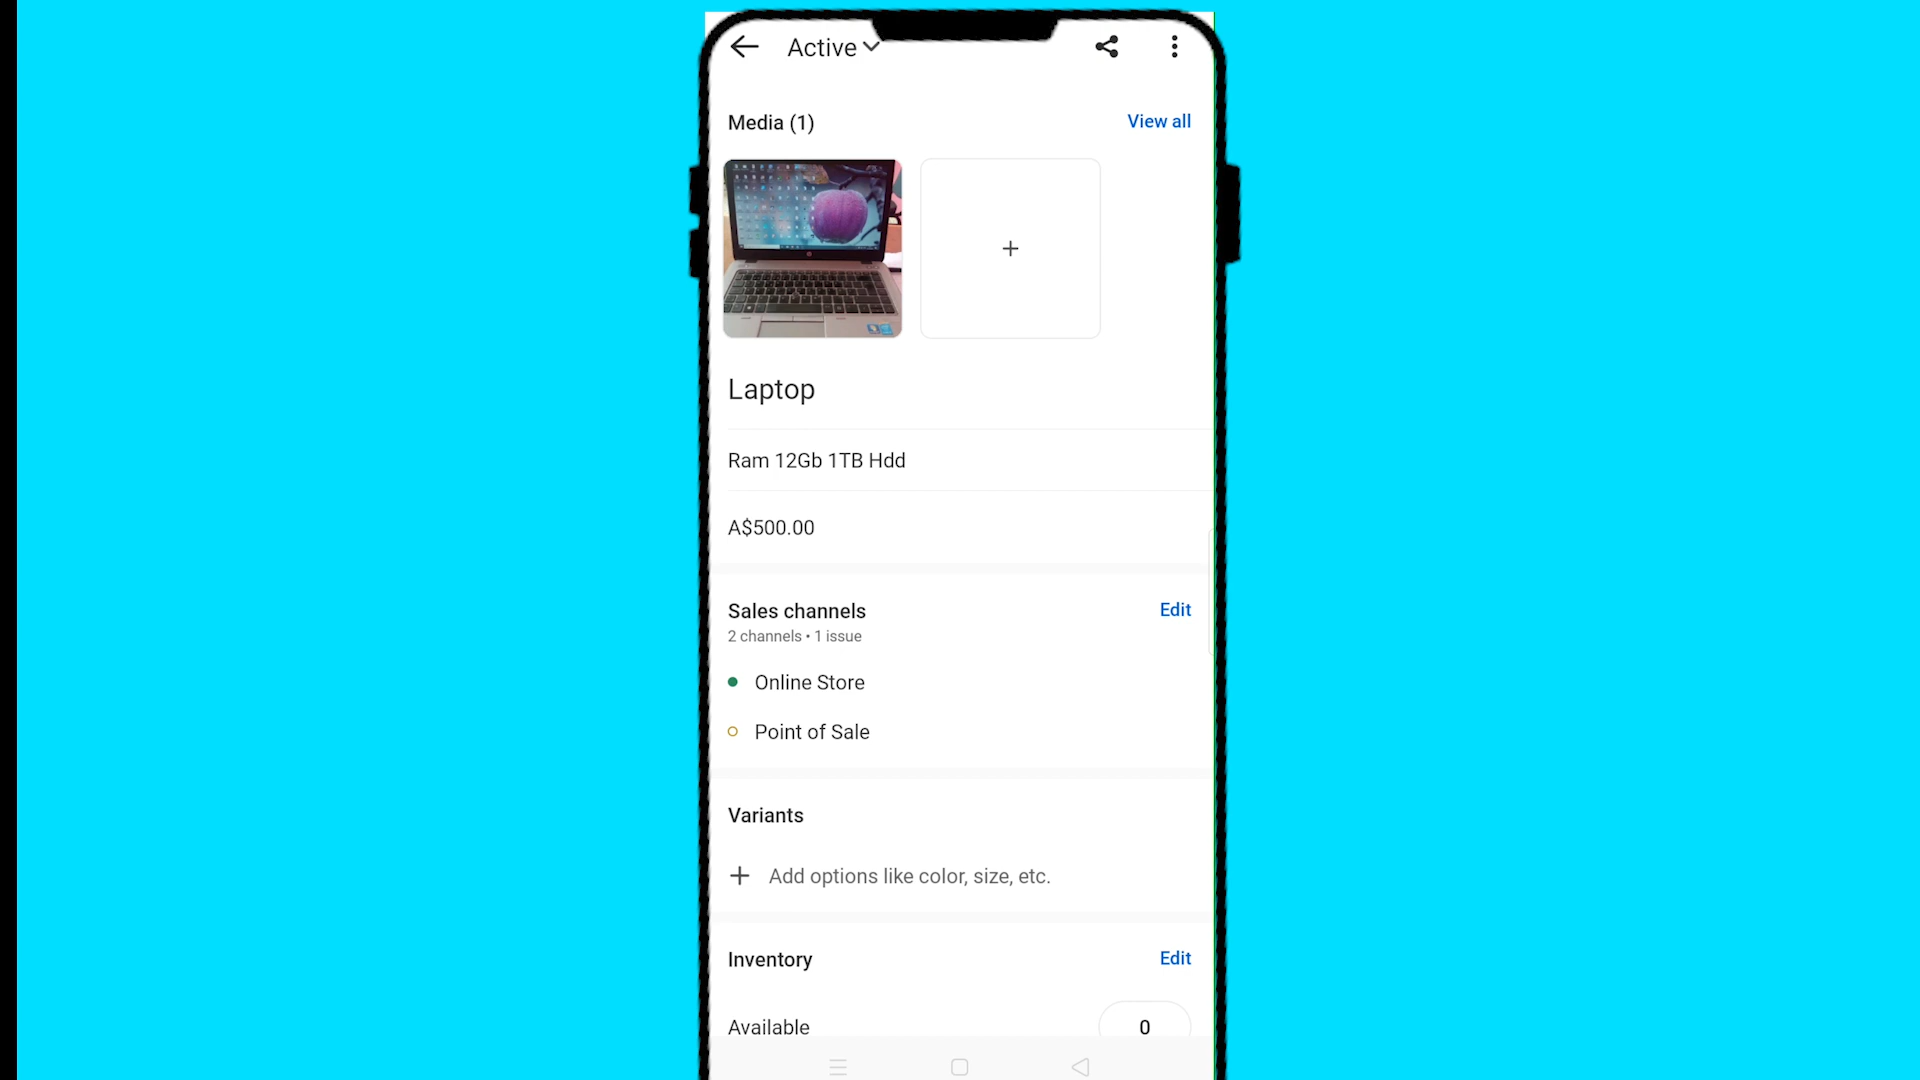 Active
Media (1)
View all
Laptop
Ram 12Gb 1TB Hdd
A$500.00
Sales channels
Edit
2 channels • 1 issue
Online Store
Point of Sale
Variants
Add options like color, size, etc.
Inventory
Edit
Available
0